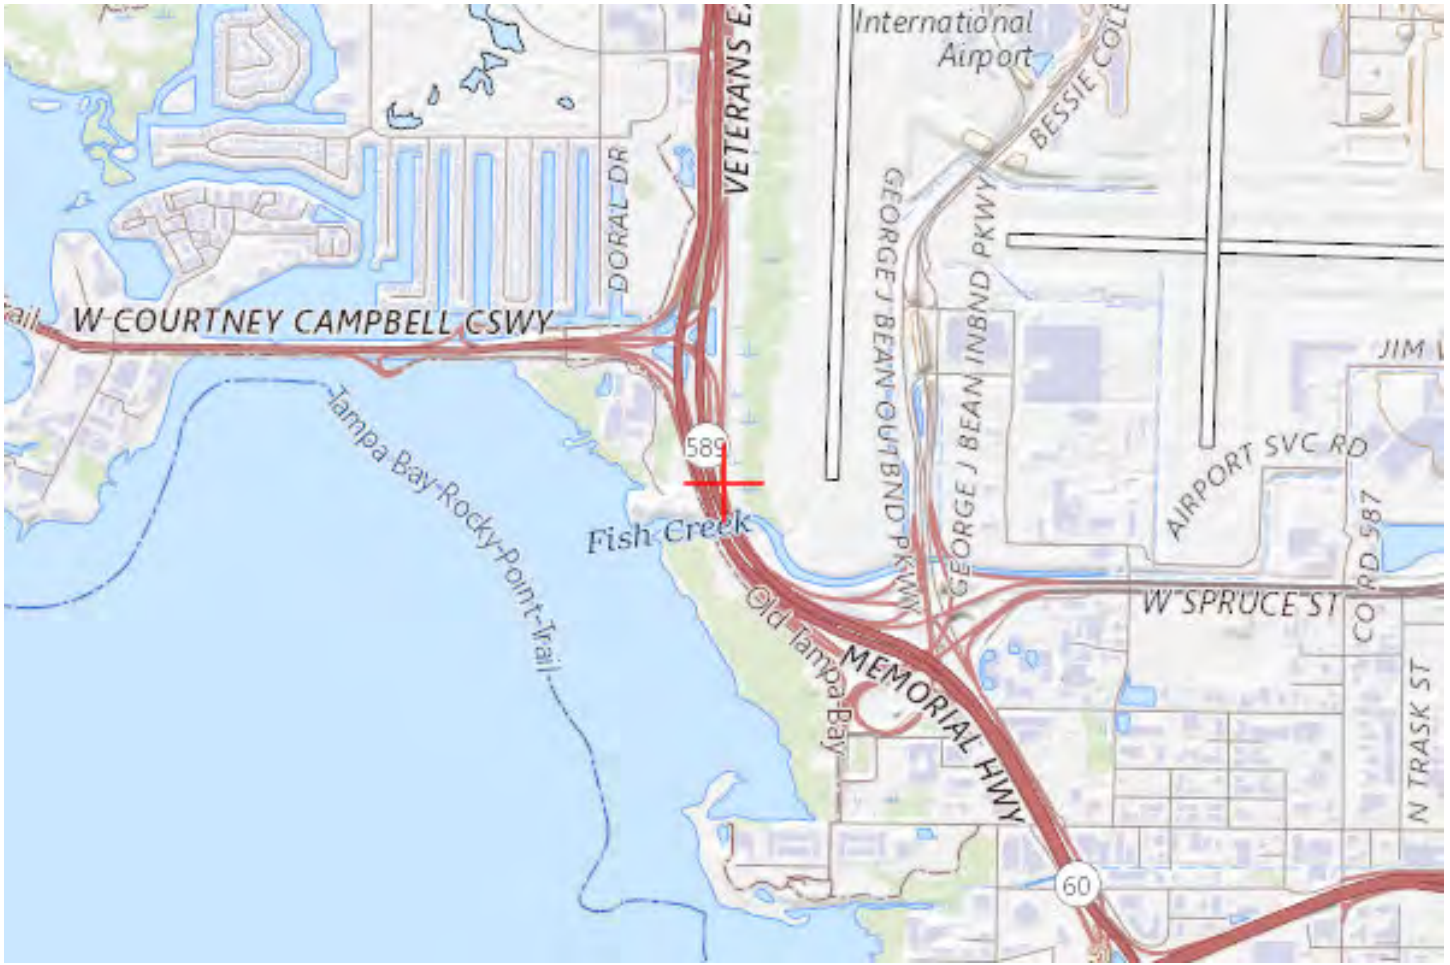 International
Airport
VETERANS
BESSIE COLE
DORAL DR
GEORGE J BEAN OUTBND PKWY
GEORGE J BEAN INBND PKWY
W COURTNEY CAMPBELL CSWY
JIM
Tampa Bay-Rocky-Point-Trail
589
AIRPORT SVC RD
Fish Creek
CO RD 587
W SPRUCE ST
Old Tampa-Bay
MEMORIAL HWY
N TRASK ST
60